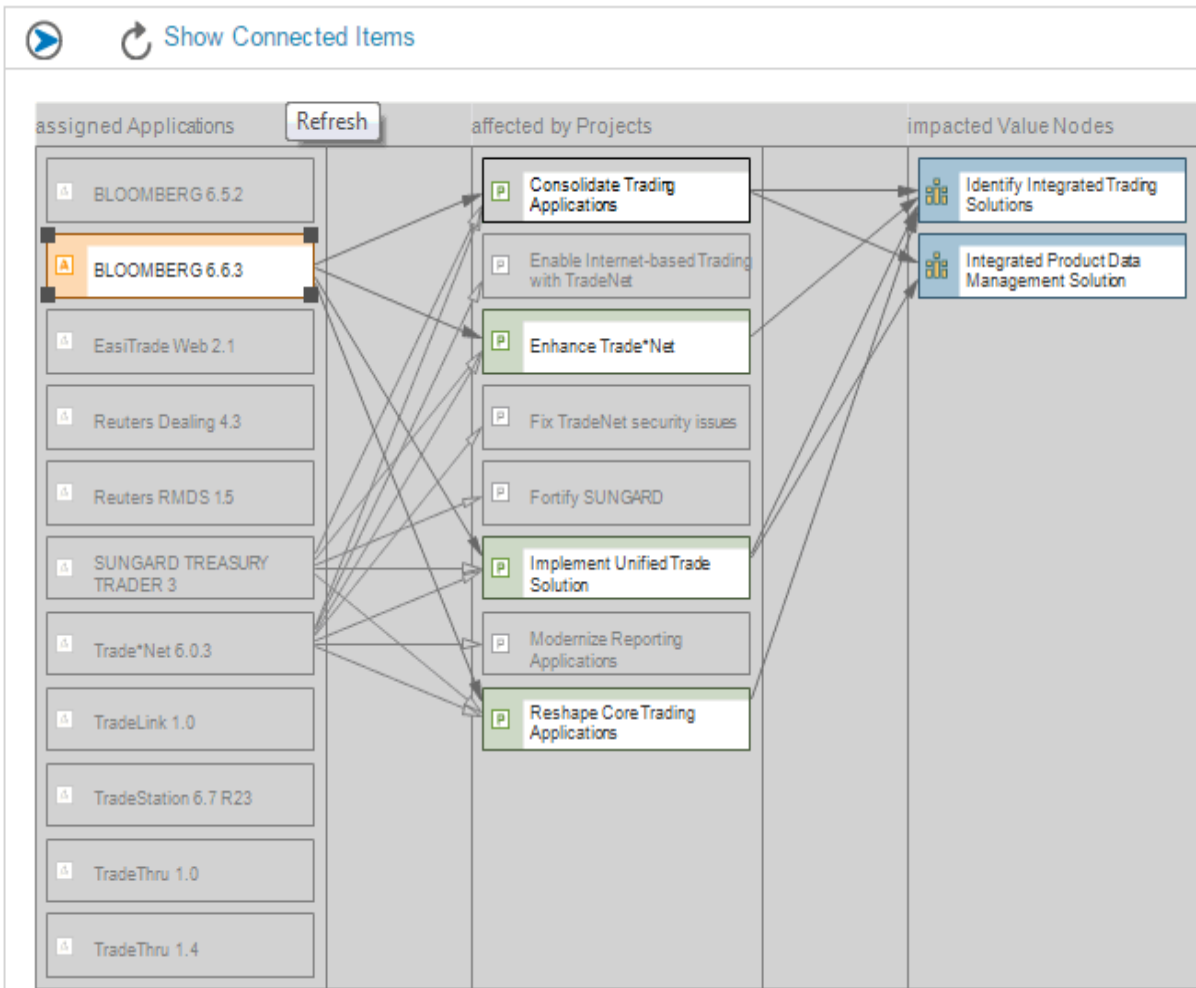 Show Connected Items
Refresh
assigned Applications
affected by Projects
impacted Value Nodes
BLOOMBERG 6.5.2
BLOOMBERG 6.6.3
EasiTrade Web 2.1
Reuters Dealing 4.3
Reuters RMDS 1.5
SUNGARD TREASURY
TRADER 3
Trade*Net 6.0.3
TradeLink 1.0
TradeStation 6.7 R23
TradeThru 1.0
TradeThru 1.4
Consolidate Trading
Applications
Enable Internet-based Trading
with TradeNet
Enhance Trade*Net
Fix TradeNet security issues
Fortify SUNGARD
Implement Unified Trade
Solution
Modernize Reporting
Applications
Reshape Core Trading
Applications
Identify Integrated Trading
Solutions
Integrated Product Data
Management Solution
A
P
P
P
P
P
P
P
P